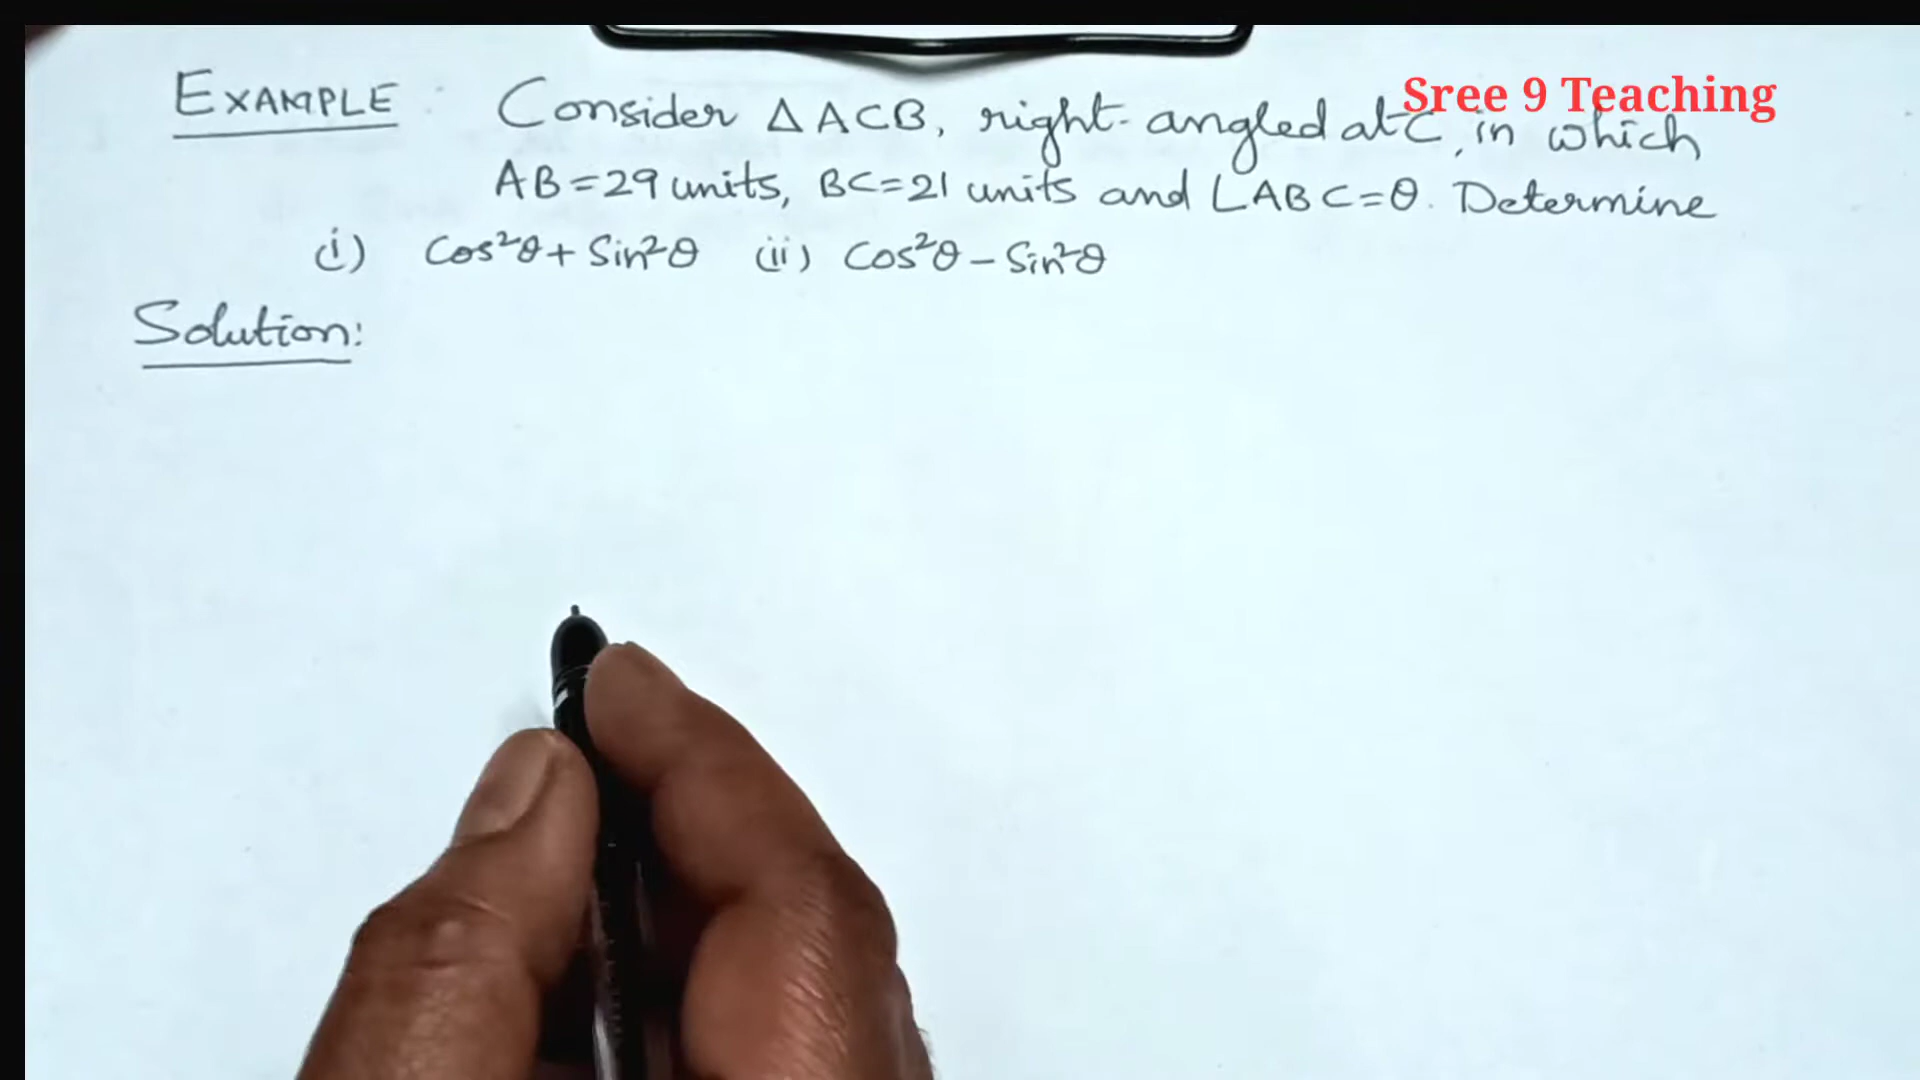 Sree 9 Teaching
EXAMPLE : Consider △ ACB, right-angled at C, in which
AB=29 units, BC=21 units and ∟ABC=θ. Determine
(i) Cos²θ + Sin²θ (ii) Cos²θ - Sin²θ
Solution: